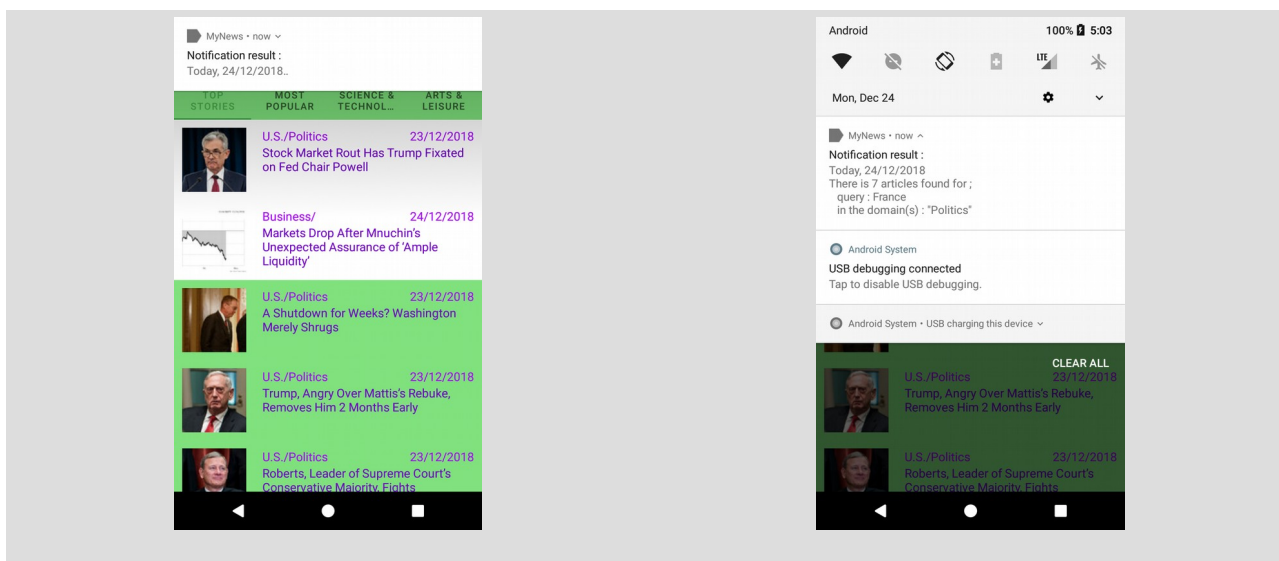 MyNews • now
Notification result :
Today, 24/12/2018..
TOP STORIES
MOST POPULAR
SCIENCE & TECHNOL...
ARTS & LEISURE
U.S./Politics 23/12/2018
Stock Market Rout Has Trump Fixated
on Fed Chair Powell
Business/ 24/12/2018
Markets Drop After Mnuchin's
Unexpected Assurance of 'Ample
Liquidity'
U.S./Politics 23/12/2018
A Shutdown for Weeks? Washington
Merely Shrugs
U.S./Politics 23/12/2018
Trump, Angry Over Mattis's Rebuke,
Removes Him 2 Months Early
U.S./Politics 23/12/2018
Roberts, Leader of Supreme Court's
Conservative Majority, Fights
Android 100% 5:03
LTE
Mon, Dec 24
MyNews • now
Notification result :
Today, 24/12/2018
There is 7 articles found for ;
query : France
in the domain(s) : "Politics"
Android System
USB debugging connected
Tap to disable USB debugging.
Android System • USB charging this device
CLEAR ALL
U.S./Politics 23/12/2018
Trump, Angry Over Mattis's Rebuke,
Removes Him 2 Months Early
U.S./Politics 23/12/2018
Roberts, Leader of Supreme Court's
Conservative Majority, Fights